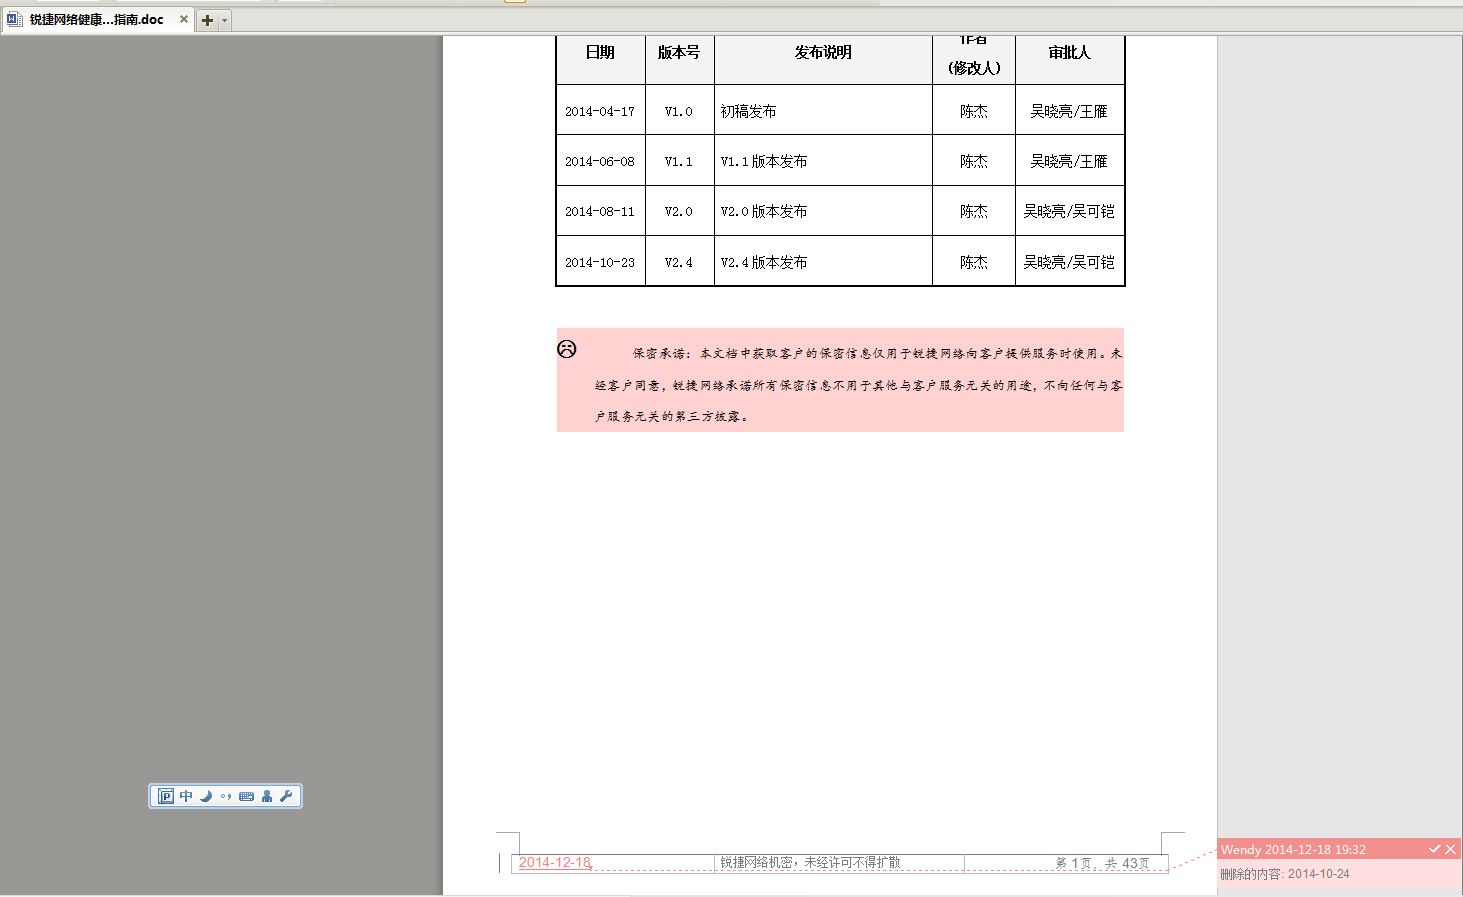 锐捷网络健康...指南.doc
日期 版本号 发布说明 作者 审批人
(修改人)
2014-04-17 V1.0 初稿发布 陈杰 吴晓亮/王雁
2014-06-08 V1.1 V1.1版本发布 陈杰 吴晓亮/王雁
2014-08-11 V2.0 V2.0版本发布 陈杰 吴晓亮/吴可铠
2014-10-23 V2.4 V2.4版本发布 陈杰 吴晓亮/吴可铠
保密承诺：本文档中获取客户的保密信息仅用于锐捷网络向客户提供服务时使用。未
经客户同意，锐捷网络承诺所有保密信息不用于其他与客户服务无关的用途，不向任何与客
户服务无关的第三方披露。
中
2014-12-18 锐捷网络机密，未经许可不得扩散 第 1页，共 43页
Wendy 2014-12-18 19:32
删除的内容: 2014-10-24